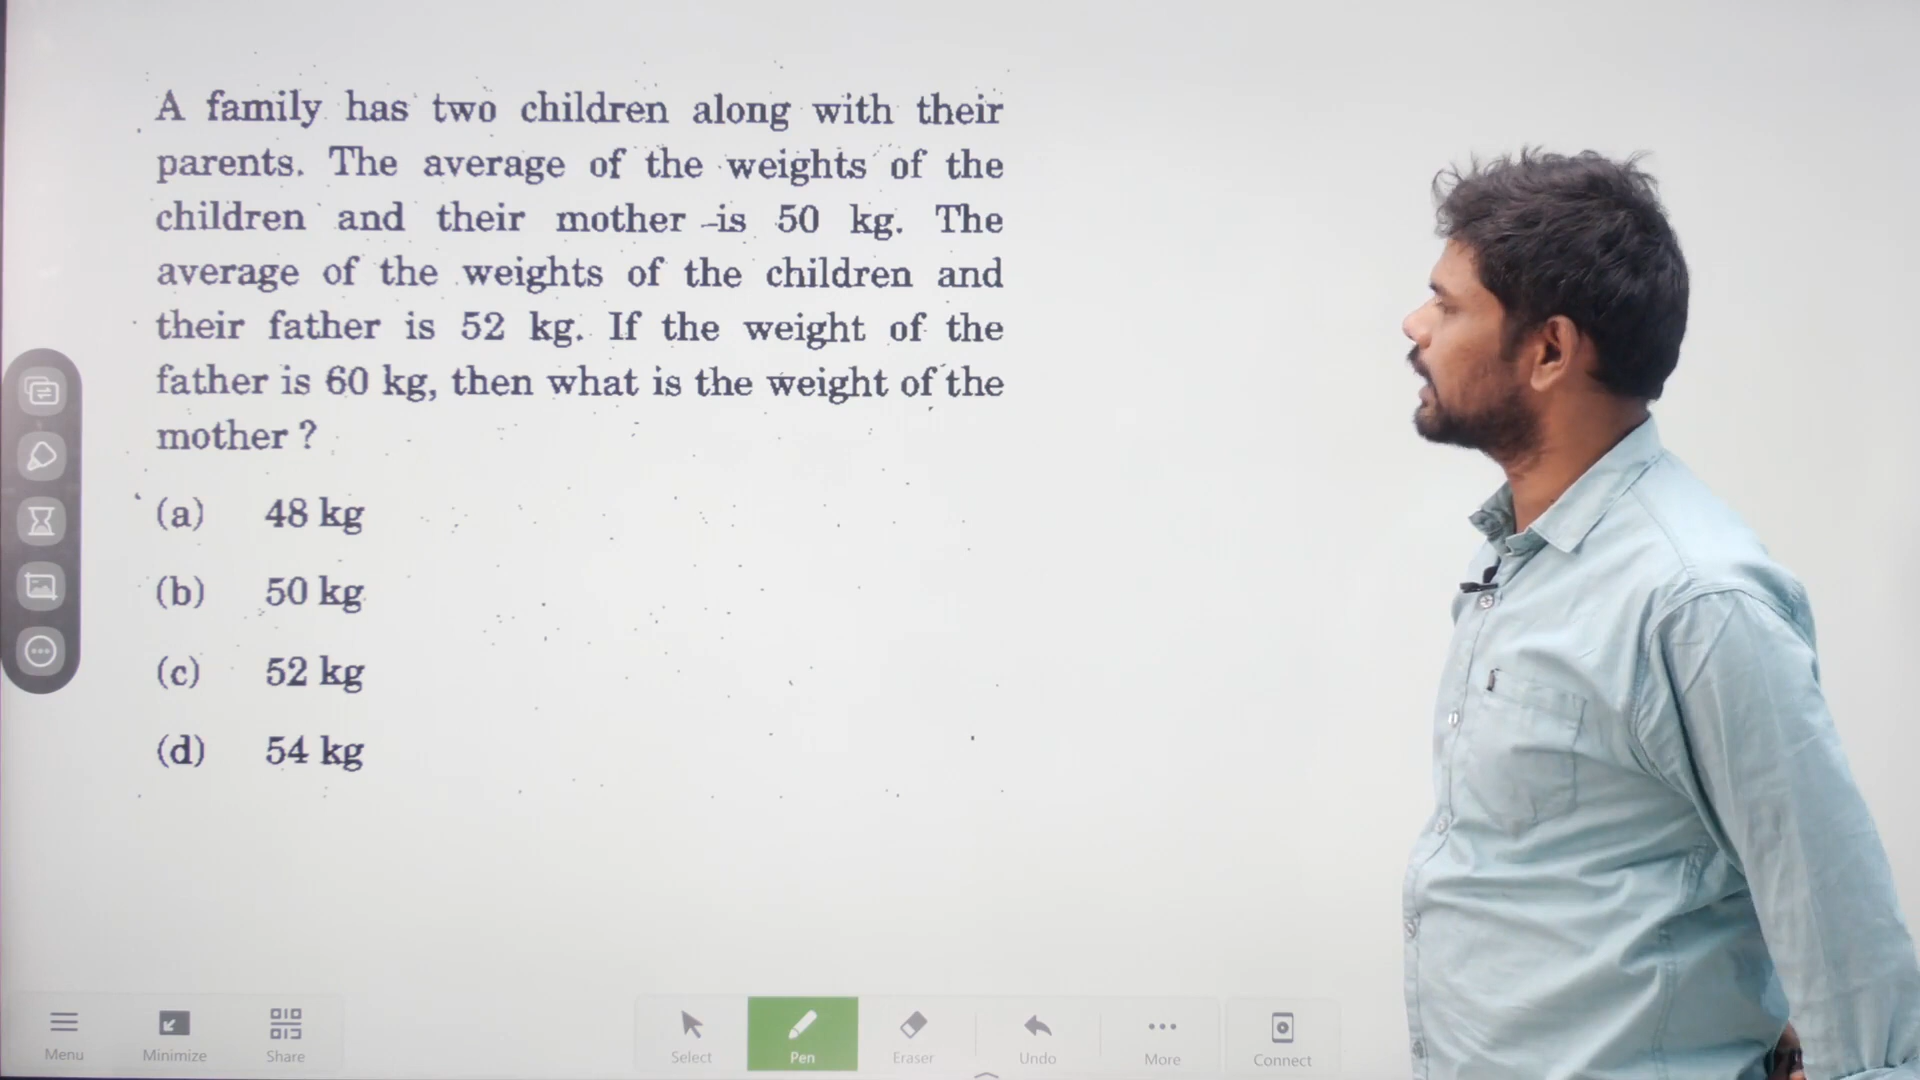 A family has two children along with their
parents. The average of the weights of the
children and their mother is 50 kg. The
average of the weights of the children and
their father is 52 kg. If the weight of the
father is 60 kg, then what is the weight of the
mother ?
(a) 48 kg
(b) 50 kg
(c) 52 kg
(d) 54 kg
Menu Minimize Share Select Pen Eraser Undo More Connect